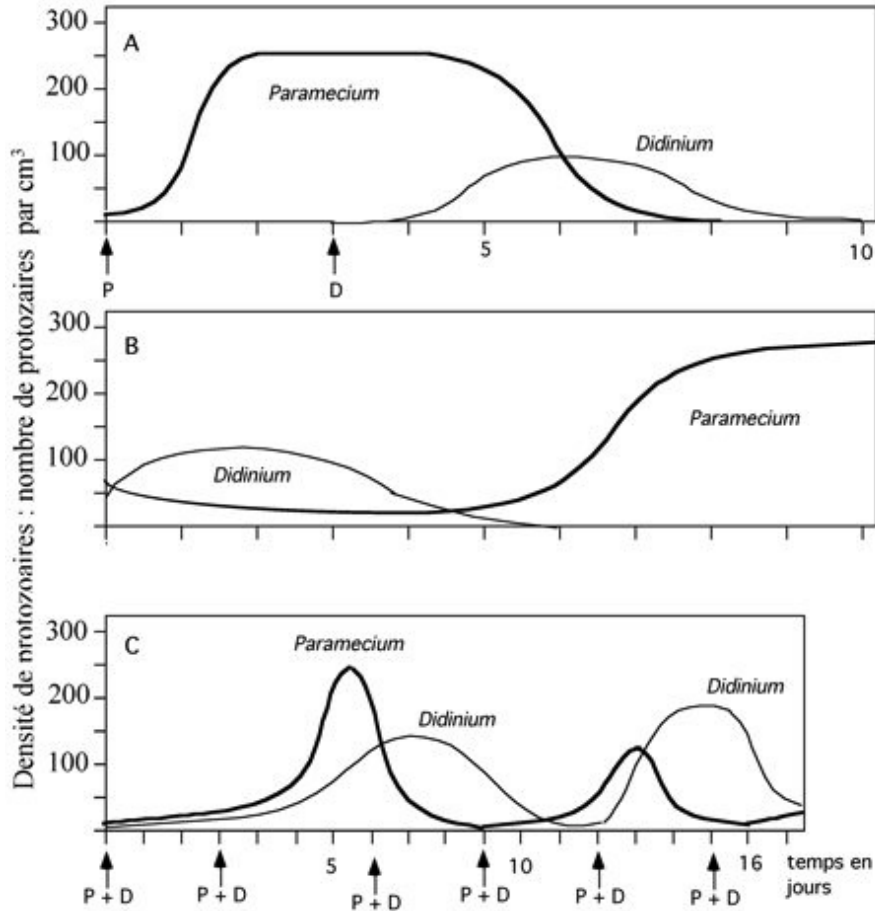 Densité de protozoaires : nombre de protozaires par cm³
A
300
200
100
Paramecium
Didinium
5
10
P
D
B
300
200
100
Didinium
Paramecium
C
300
200
100
Paramecium
Didinium
Didinium
5
10
16
temps en
jours
P + D
P + D
P + D
P + D
P + D
P + D